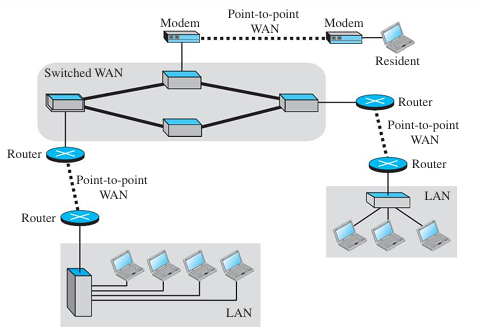 Point-to-point
WAN
Modem
Modem
Resident
Switched WAN
Router
Point-to-point
WAN
Router
Router
Point-to-point
WAN
Router
LAN
LAN